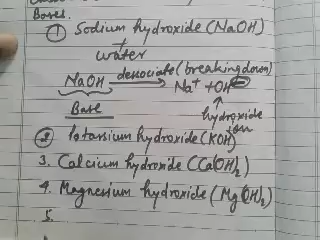 Bases.
① Sodium hydroxide (NaOH)
+
water
NaOH dessociate (breaking down) Na⁺ + OH⁻
Base
hydroxide
ion
② Potassium hydroxide (KOH)
3. Calcium hydroxide (Ca(OH)₂)
4. Magnesium hydroxide (Mg(OH)₂)
5.